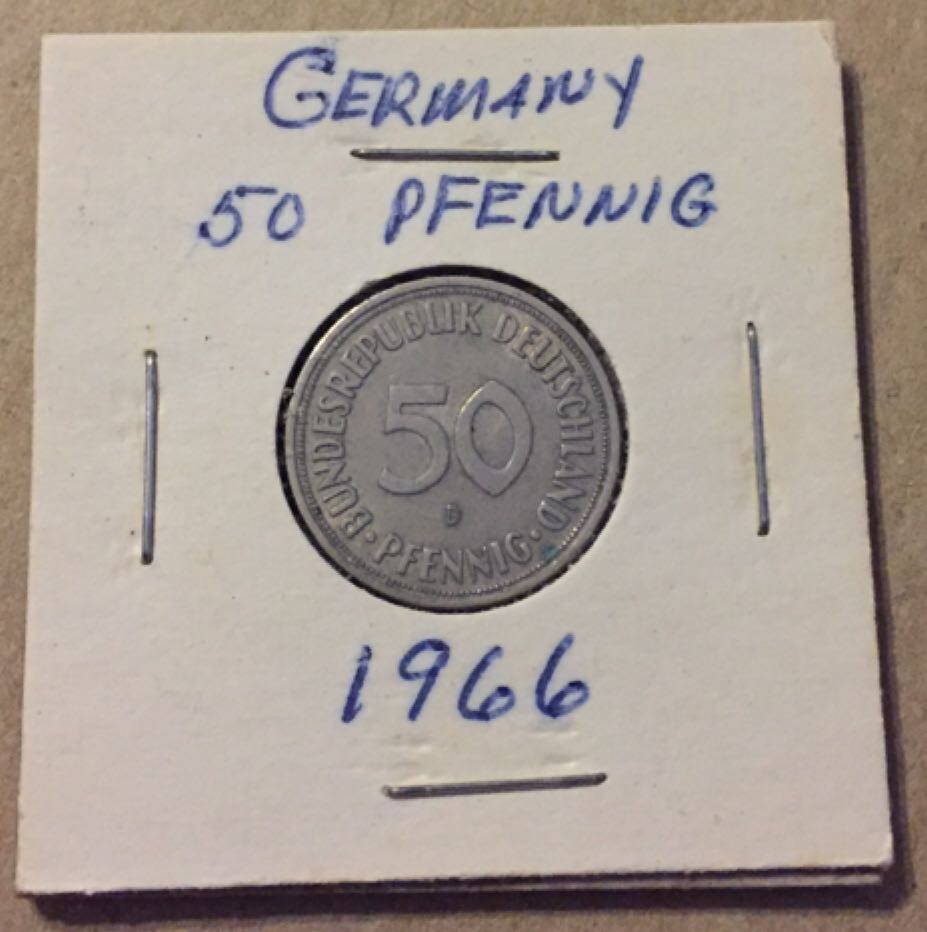 GERMANY
50 PFENNIG
BUNDESREPUBLIK DEUTSCHLAND
50
D
· PFENNIG ·
1966